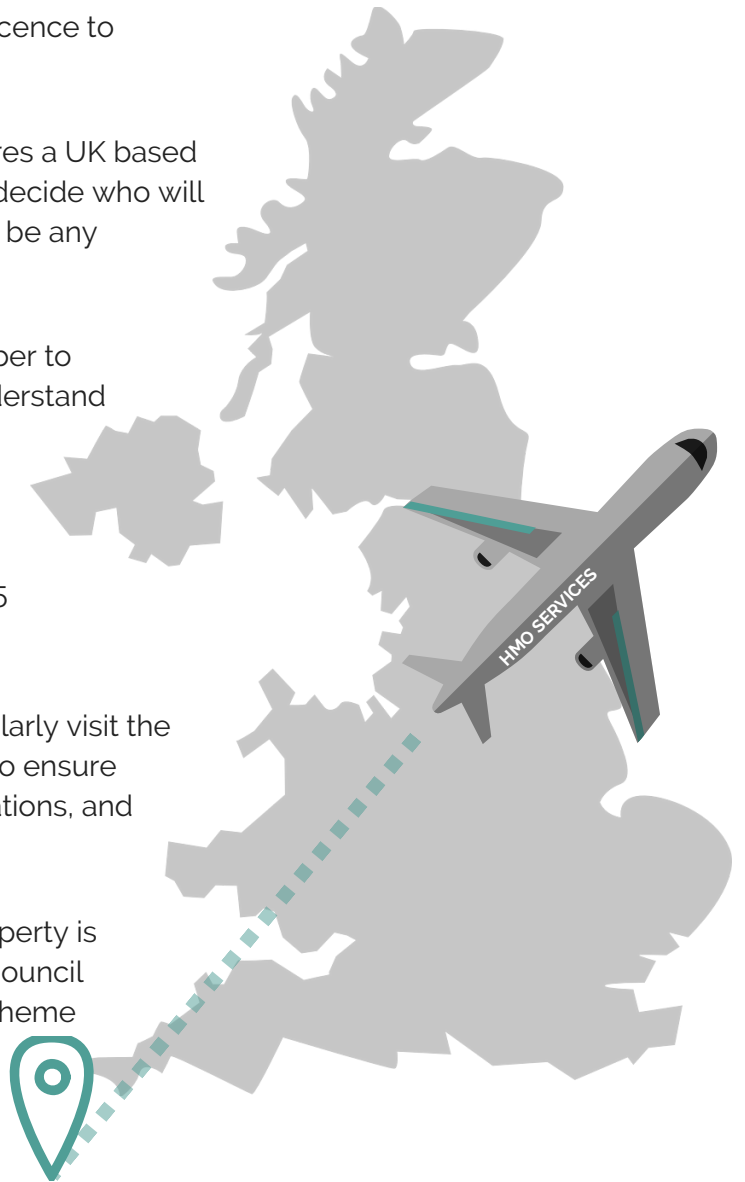 cence to
res a UK based
decide who will
be any
per to
derstand
5
larly visit the
o ensure
ations, and
perty is
ouncil
heme
HMO SERVICES